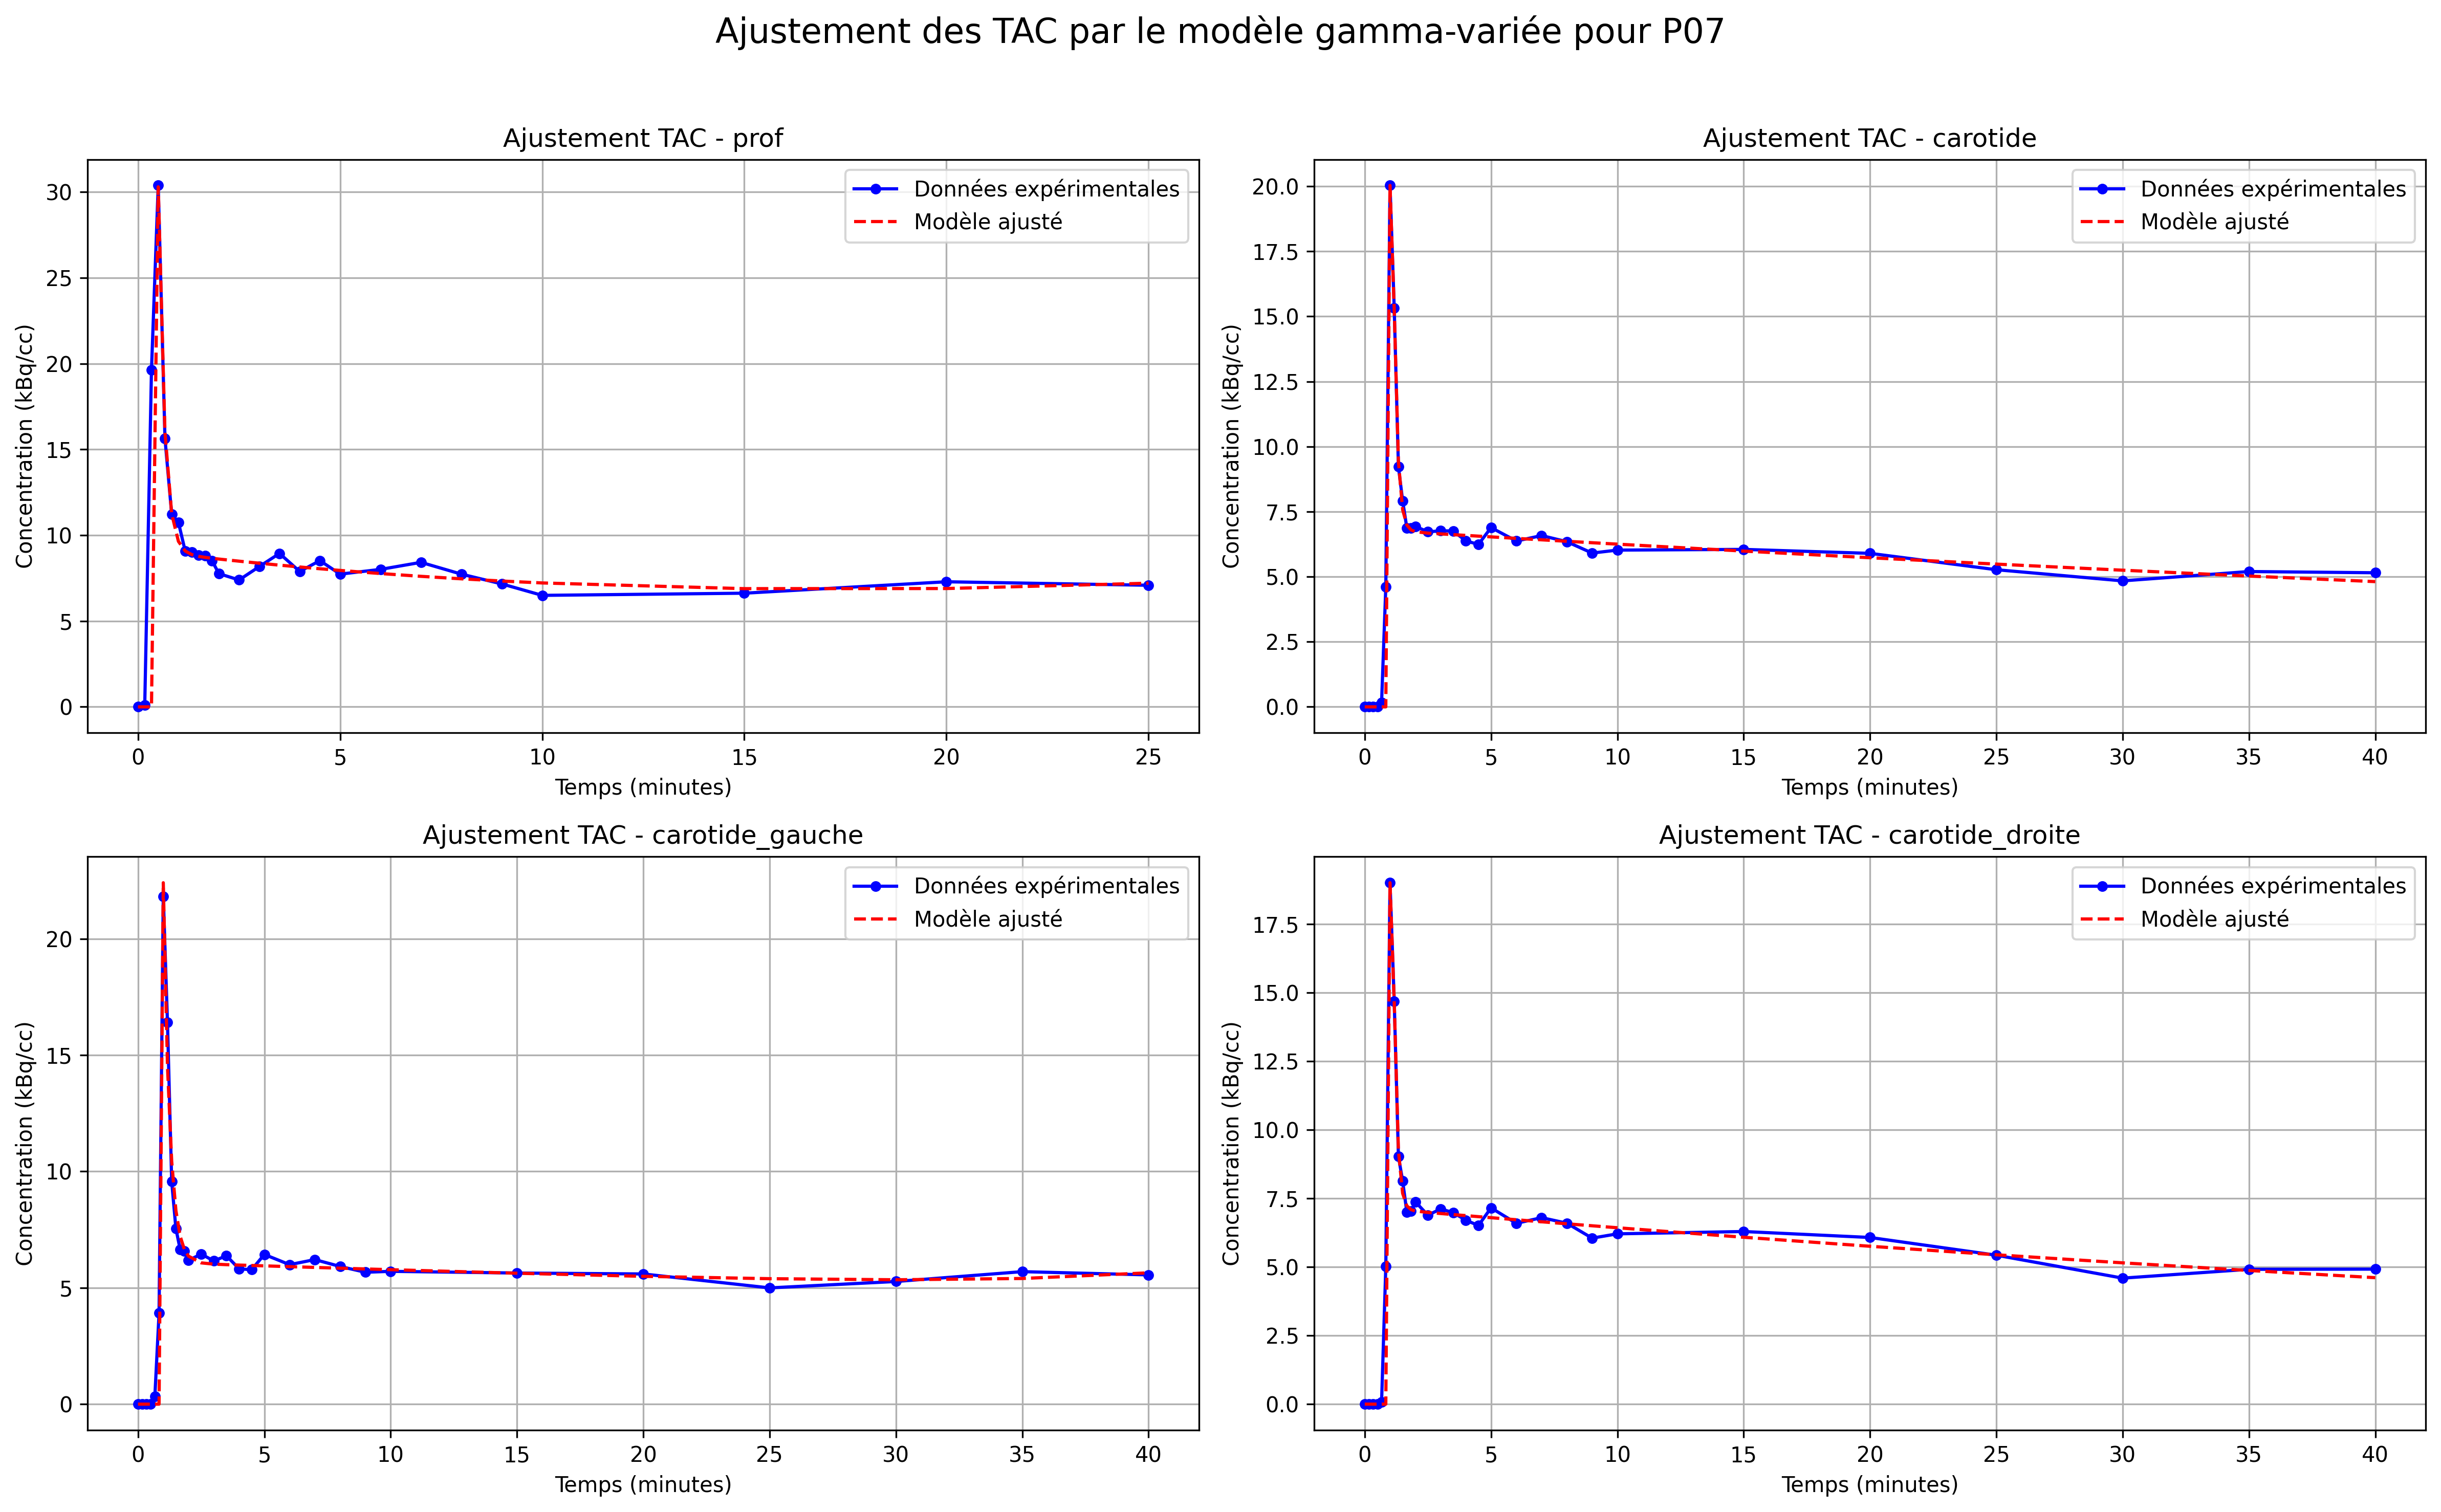 Ajustement des TAC par le modèle gamma-variée pour P07
Ajustement TAC - prof
Données expérimentales
Modèle ajusté
Concentration (kBq/cc)
30
25
20
15
10
5
0
0 5 10 15 20 25
Temps (minutes)
Ajustement TAC - carotide
Données expérimentales
Modèle ajusté
Concentration (kBq/cc)
20.0
17.5
15.0
12.5
10.0
7.5
5.0
2.5
0.0
0 5 10 15 20 25 30 35 40
Temps (minutes)
Ajustement TAC - carotide_gauche
Données expérimentales
Modèle ajusté
Concentration (kBq/cc)
20
15
10
5
0
0 5 10 15 20 25 30 35 40
Temps (minutes)
Ajustement TAC - carotide_droite
Données expérimentales
Modèle ajusté
Concentration (kBq/cc)
17.5
15.0
12.5
10.0
7.5
5.0
2.5
0.0
0 5 10 15 20 25 30 35 40
Temps (minutes)